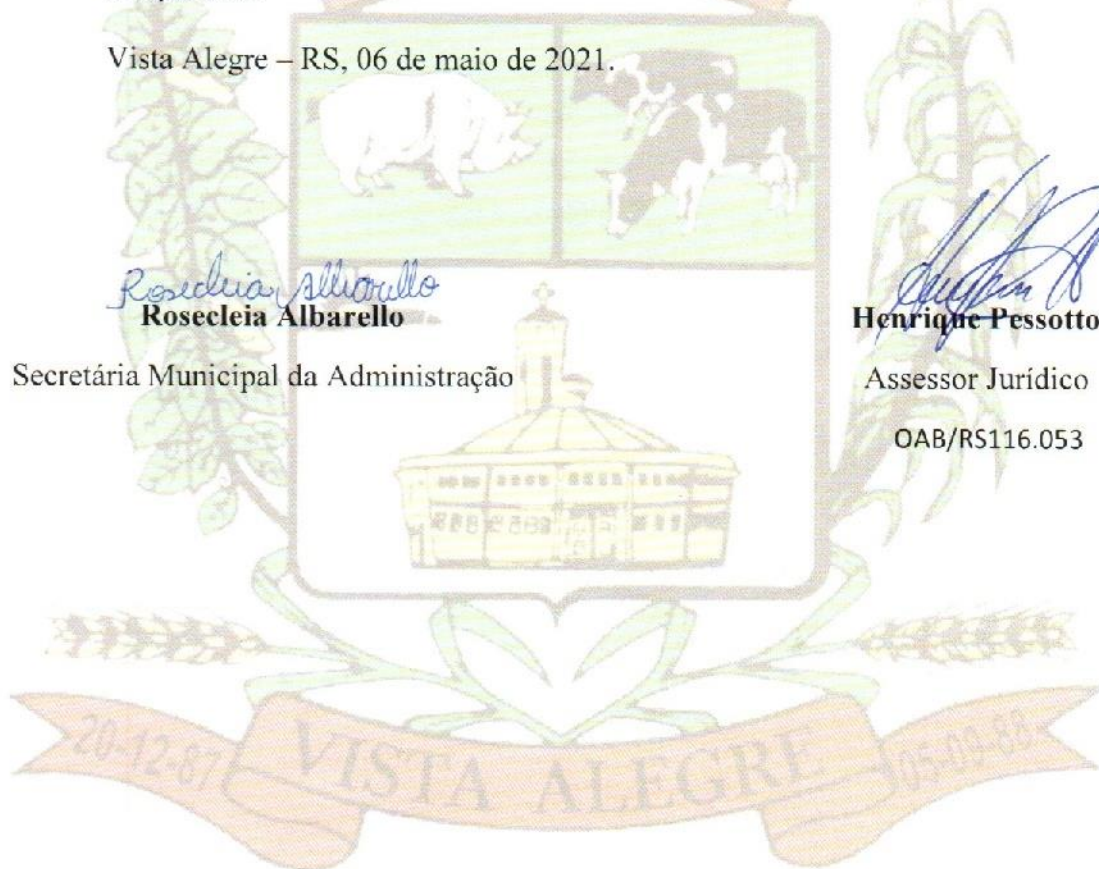 Vista Alegre – RS, 06 de maio de 2021.
Rosecleia Albarello
Rosecleia Albarello
Secretária Municipal da Administração
Henrique Pessotto
Assessor Jurídico
OAB/RS116.053
20-12-87 VISTA ALEGRE 05-09-88